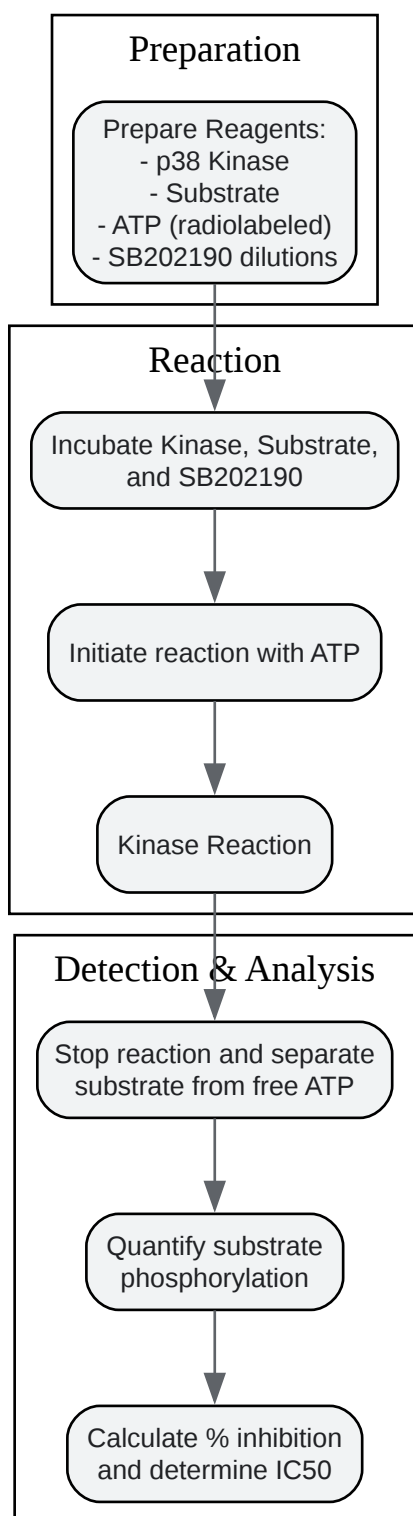 Preparation
Prepare Reagents:
- p38 Kinase
- Substrate
- ATP (radiolabeled)
- SB202190 dilutions
Reaction
Incubate Kinase, Substrate,
and SB202190
Initiate reaction with ATP
Kinase Reaction
Detection & Analysis
Stop reaction and separate
substrate from free ATP
Quantify substrate
phosphorylation
Calculate % inhibition
and determine IC50